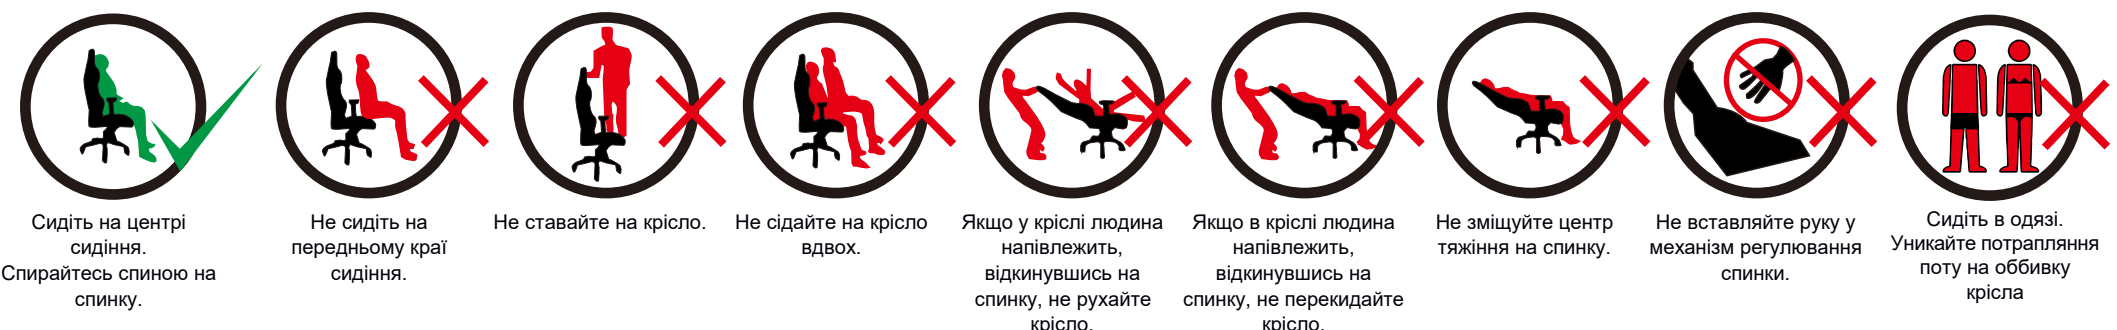 Сидіть на центрі
сидіння.
Спирайтесь спиною на
спинку.
Не сидіть на
передньому краї
сидіння.
Не ставайте на крісло.
Не сідайте на крісло
вдвох.
Якщо у кріслі людина
напівлежить,
відкинувшись на
спинку, не рухайте
крісло.
Якщо в кріслі людина
напівлежить,
відкинувшись на
спинку, не перекидайте
крісло.
Не зміщуйте центр
тяжіння на спинку.
Не вставляйте руку у
механізм регулювання
спинки.
Сидіть в одязі.
Уникайте потрапляння
поту на оббивку
крісла